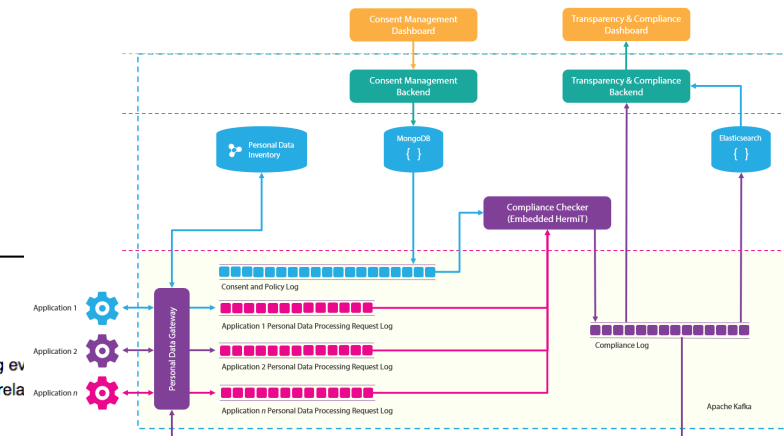 Consent Management
Dashboard
Transparency & Compliance
Dashboard
Consent Management
Backend
Transparency & Compliance
Backend
Personal Data
Inventory
MongoDB
{ }
Elasticsearch
{ }
Compliance Checker
(Embedded HermiT)
Consent and Policy Log
Application 1
Application 1 Personal Data Processing Request Log
Personal Data Gateway
Compliance Log
Application 2
g ev
Application 2 Personal Data Processing Request Log
rela
Application n
Application n Personal Data Processing Request Log
Apache Kafka